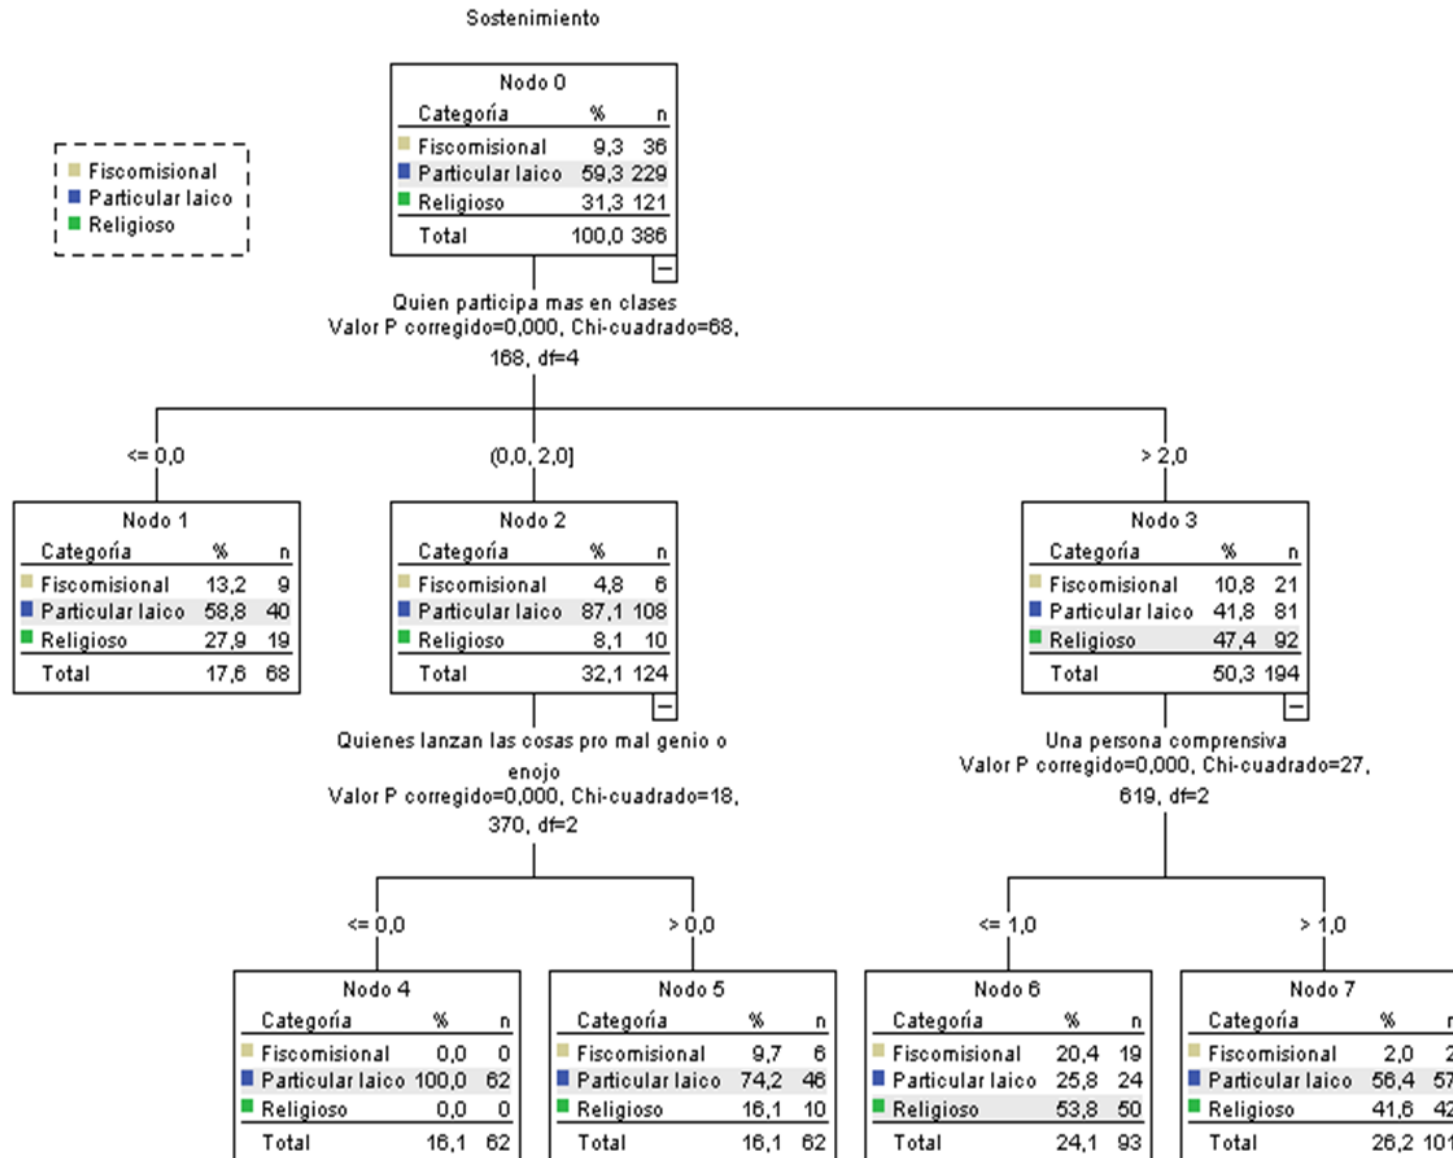 Sostenimiento
Nodo 0
Categoría % n
Fiscomisional 9,3 36
Particular laico 59,3 229
Religioso 31,3 121
Total 100,0 386
Fiscomisional
Particular laico
Religioso
Quien participa mas en clases
Valor P corregido=0,000, Chi-cuadrado=68,
168, df=4
<= 0,0
(0,0, 2,0]
> 2,0
Nodo 1
Categoría % n
Fiscomisional 13,2 9
Particular laico 58,8 40
Religioso 27,9 19
Total 17,6 68
Nodo 2
Categoría % n
Fiscomisional 4,8 6
Particular laico 87,1 108
Religioso 8,1 10
Total 32,1 124
Nodo 3
Categoría % n
Fiscomisional 10,8 21
Particular laico 41,8 81
Religioso 47,4 92
Total 50,3 194
Quienes lanzan las cosas pro mal genio o
enojo
Valor P corregido=0,000, Chi-cuadrado=18,
370, df=2
Una persona comprensiva
Valor P corregido=0,000, Chi-cuadrado=27,
619, df=2
<= 0,0
> 0,0
<= 1,0
> 1,0
Nodo 4
Categoría % n
Fiscomisional 0,0 0
Particular laico 100,0 62
Religioso 0,0 0
Total 16,1 62
Nodo 5
Categoría % n
Fiscomisional 9,7 6
Particular laico 74,2 46
Religioso 16,1 10
Total 16,1 62
Nodo 6
Categoría % n
Fiscomisional 20,4 19
Particular laico 25,8 24
Religioso 53,8 50
Total 24,1 93
Nodo 7
Categoría % n
Fiscomisional 2,0 2
Particular laico 56,4 57
Religioso 41,6 42
Total 26,2 101